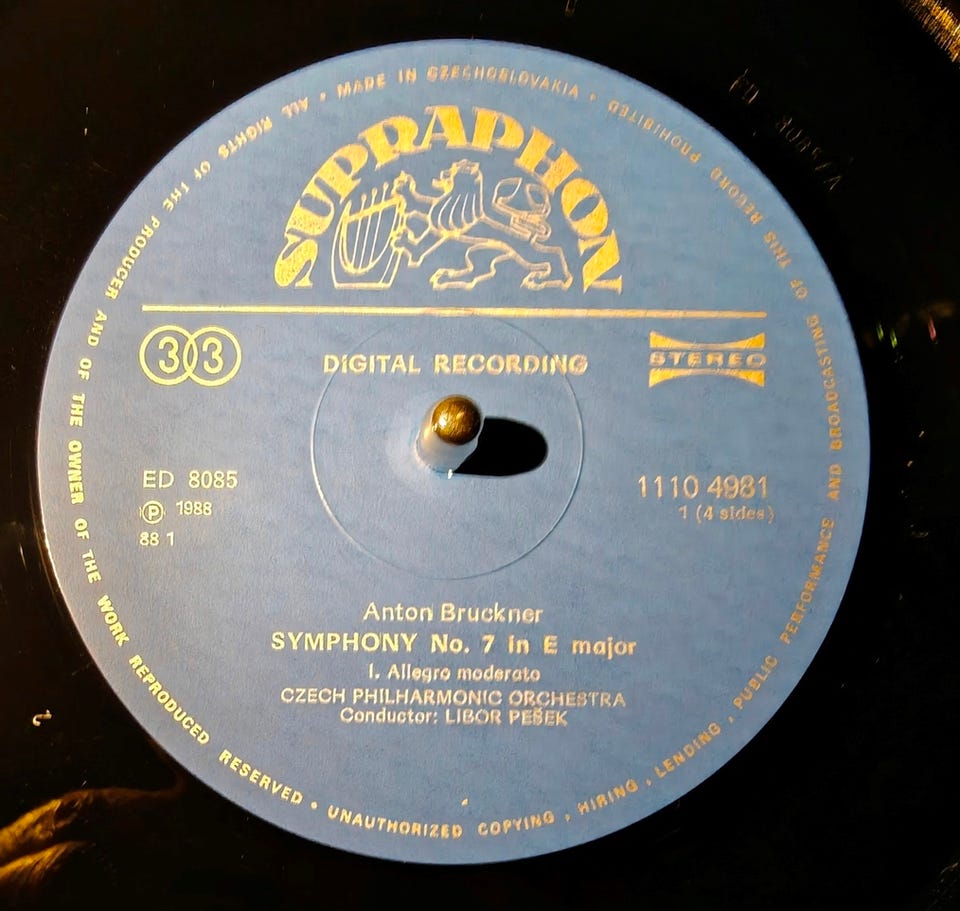 ALL RIGHTS OF THE PRODUCER AND OF THE OWNER OF THE WORK REPRODUCED RESERVED • UNAUTHORIZED COPYING , HIRING , LENDING , PUBLIC PERFORMANCE AND BROADCASTING OF THIS RECORD PROHIBITED • MADE IN CZECHOSLOVAKIA •
SUPRAPHON
33
DIGITAL RECORDING
STEREO
ED 8085
1110 4981
Ⓟ 1988
1 (4 sides)
88 1
Anton Bruckner
SYMPHONY No. 7 in E major
I. Allegro moderato
CZECH PHILHARMONIC ORCHESTRA
Conductor: LIBOR PEŠEK